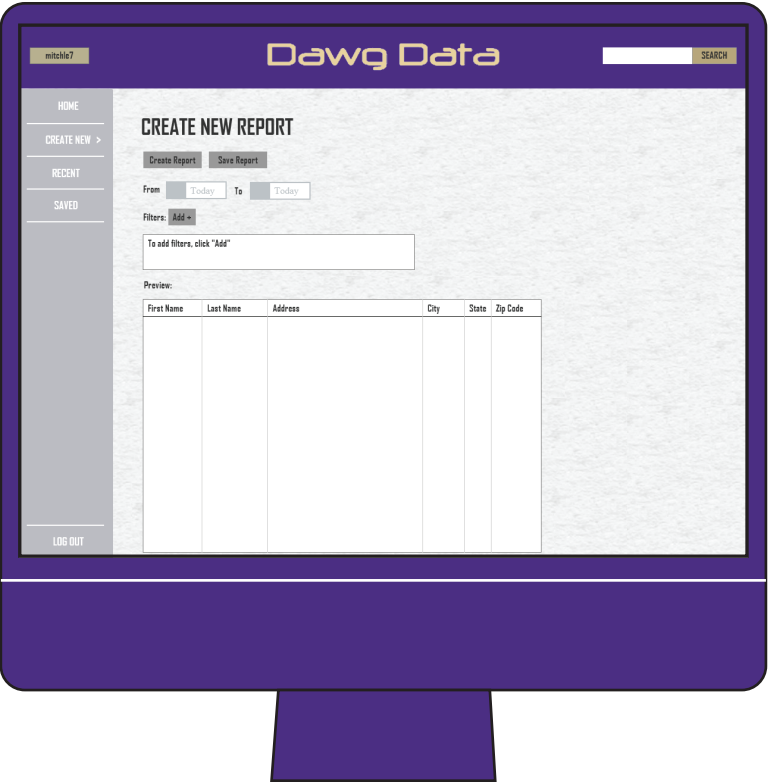 mitchle7
Dawg Data
SEARCH
HOME
CREATE NEW >
RECENT
SAVED
LOG OUT
CREATE NEW REPORT
Create Report Save Report
From Today To Today
Filters: Add +
To add filters, click "Add"
Preview:
First Name Last Name Address City State Zip Code